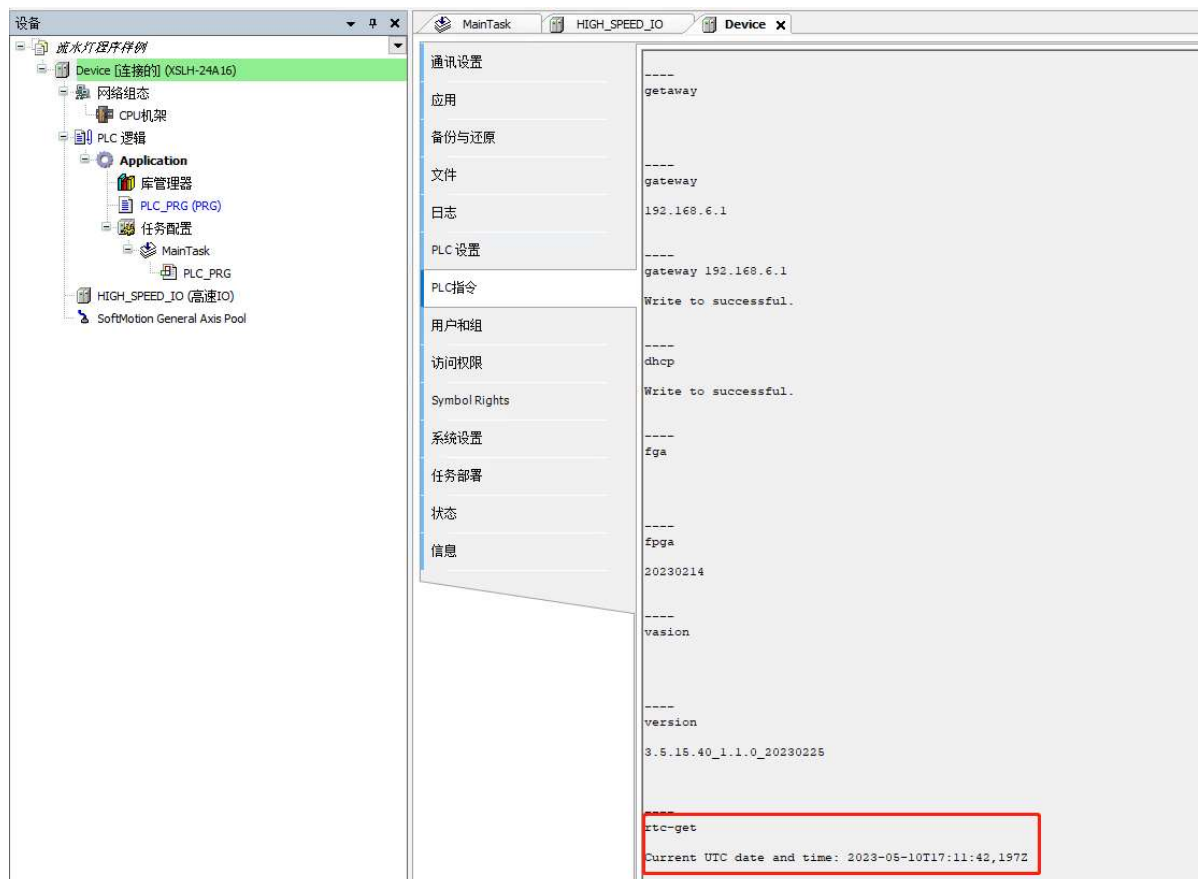 设备
流水灯程序样例
Device [连接的] (XSLH-24A16)
网络组态
CPU机架
PLC 逻辑
Application
库管理器
PLC_PRG (PRG)
任务配置
MainTask
PLC_PRG
HIGH_SPEED_IO (高速IO)
SoftMotion General Axis Pool
MainTask
HIGH_SPEED_IO
Device
通讯设置
应用
备份与还原
文件
日志
PLC 设置
PLC指令
用户和组
访问权限
Symbol Rights
系统设置
任务部署
状态
信息
----
getaway
----
gateway
192.168.6.1
----
gateway 192.168.6.1
Write to successful.
----
dhcp
Write to successful.
----
fga
----
fpga
20230214
----
vasion
----
version
3.5.15.40_1.1.0_20230225
----
rtc-get
Current UTC date and time: 2023-05-10T17:11:42,197Z